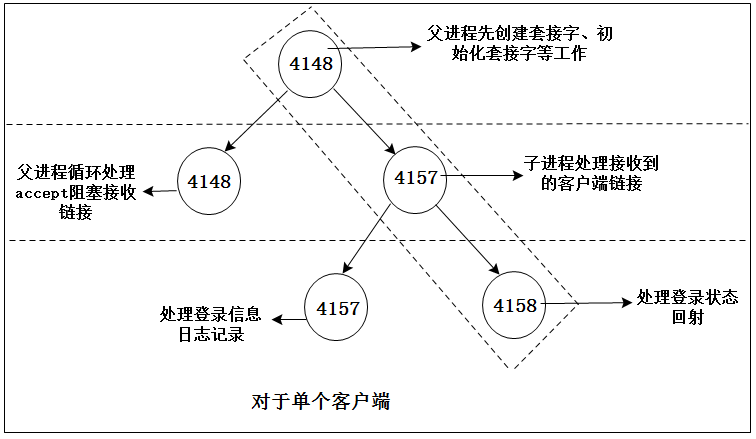 父进程先创建套接字、初
始化套接字等工作
4148
父进程循环处理
accept阻塞接收
链接
4148
4157
子进程处理接收到
的客户端链接
处理登录信息
日志记录
4157
4158
处理登录状态
回射
对于单个客户端